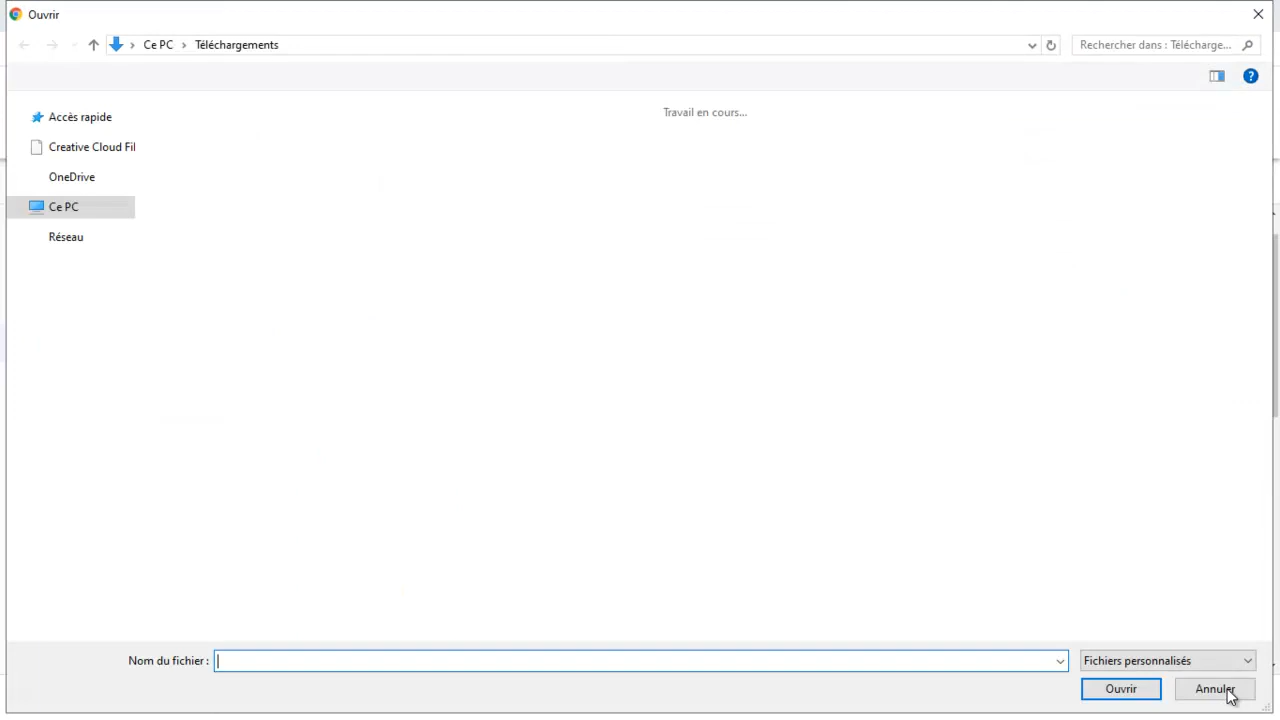 Ouvrir
Ce PC > Téléchargements
Rechercher dans : Télécharge...
Travail en cours...
Accès rapide
Creative Cloud Fil
OneDrive
Ce PC
Réseau
Nom du fichier :
Fichiers personnalisés
Ouvrir
Annuler